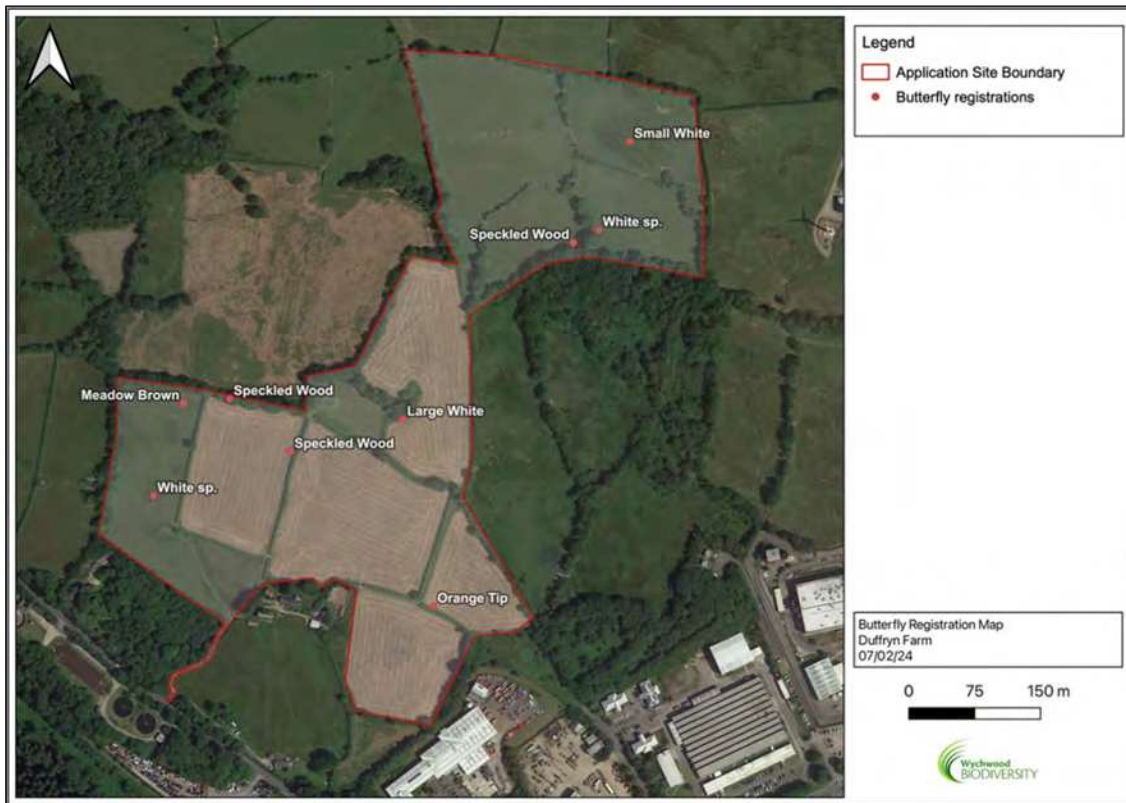 Legend
Application Site Boundary
Butterfly registrations
Small White
White sp.
Speckled Wood
Meadow Brown
Speckled Wood
Large White
Speckled Wood
White sp.
Orange Tip
Butterfly Registration Map
Duffryn Farm
07/02/24
0 75 150 m
Wychwood
BIODIVERSITY